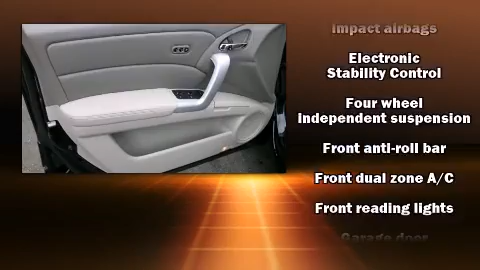 Impact airbags
Electronic
Stability Control
Four wheel
Independent suspension
Front anti-roll bar
Front dual zone A/C
Front reading lights
Garage door